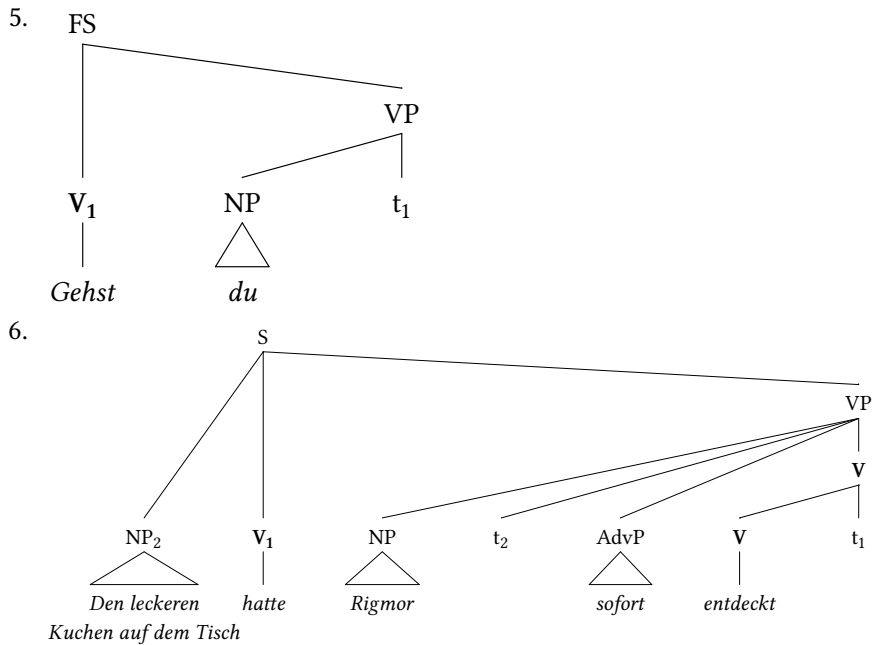 5.
FS
VP
V₁ NP t₁
Gehst du
6.
S
VP
V
NP₂ V₁ NP t₂ AdvP V t₁
Den leckeren hatte Rigmor sofort entdeckt
Kuchen auf dem Tisch